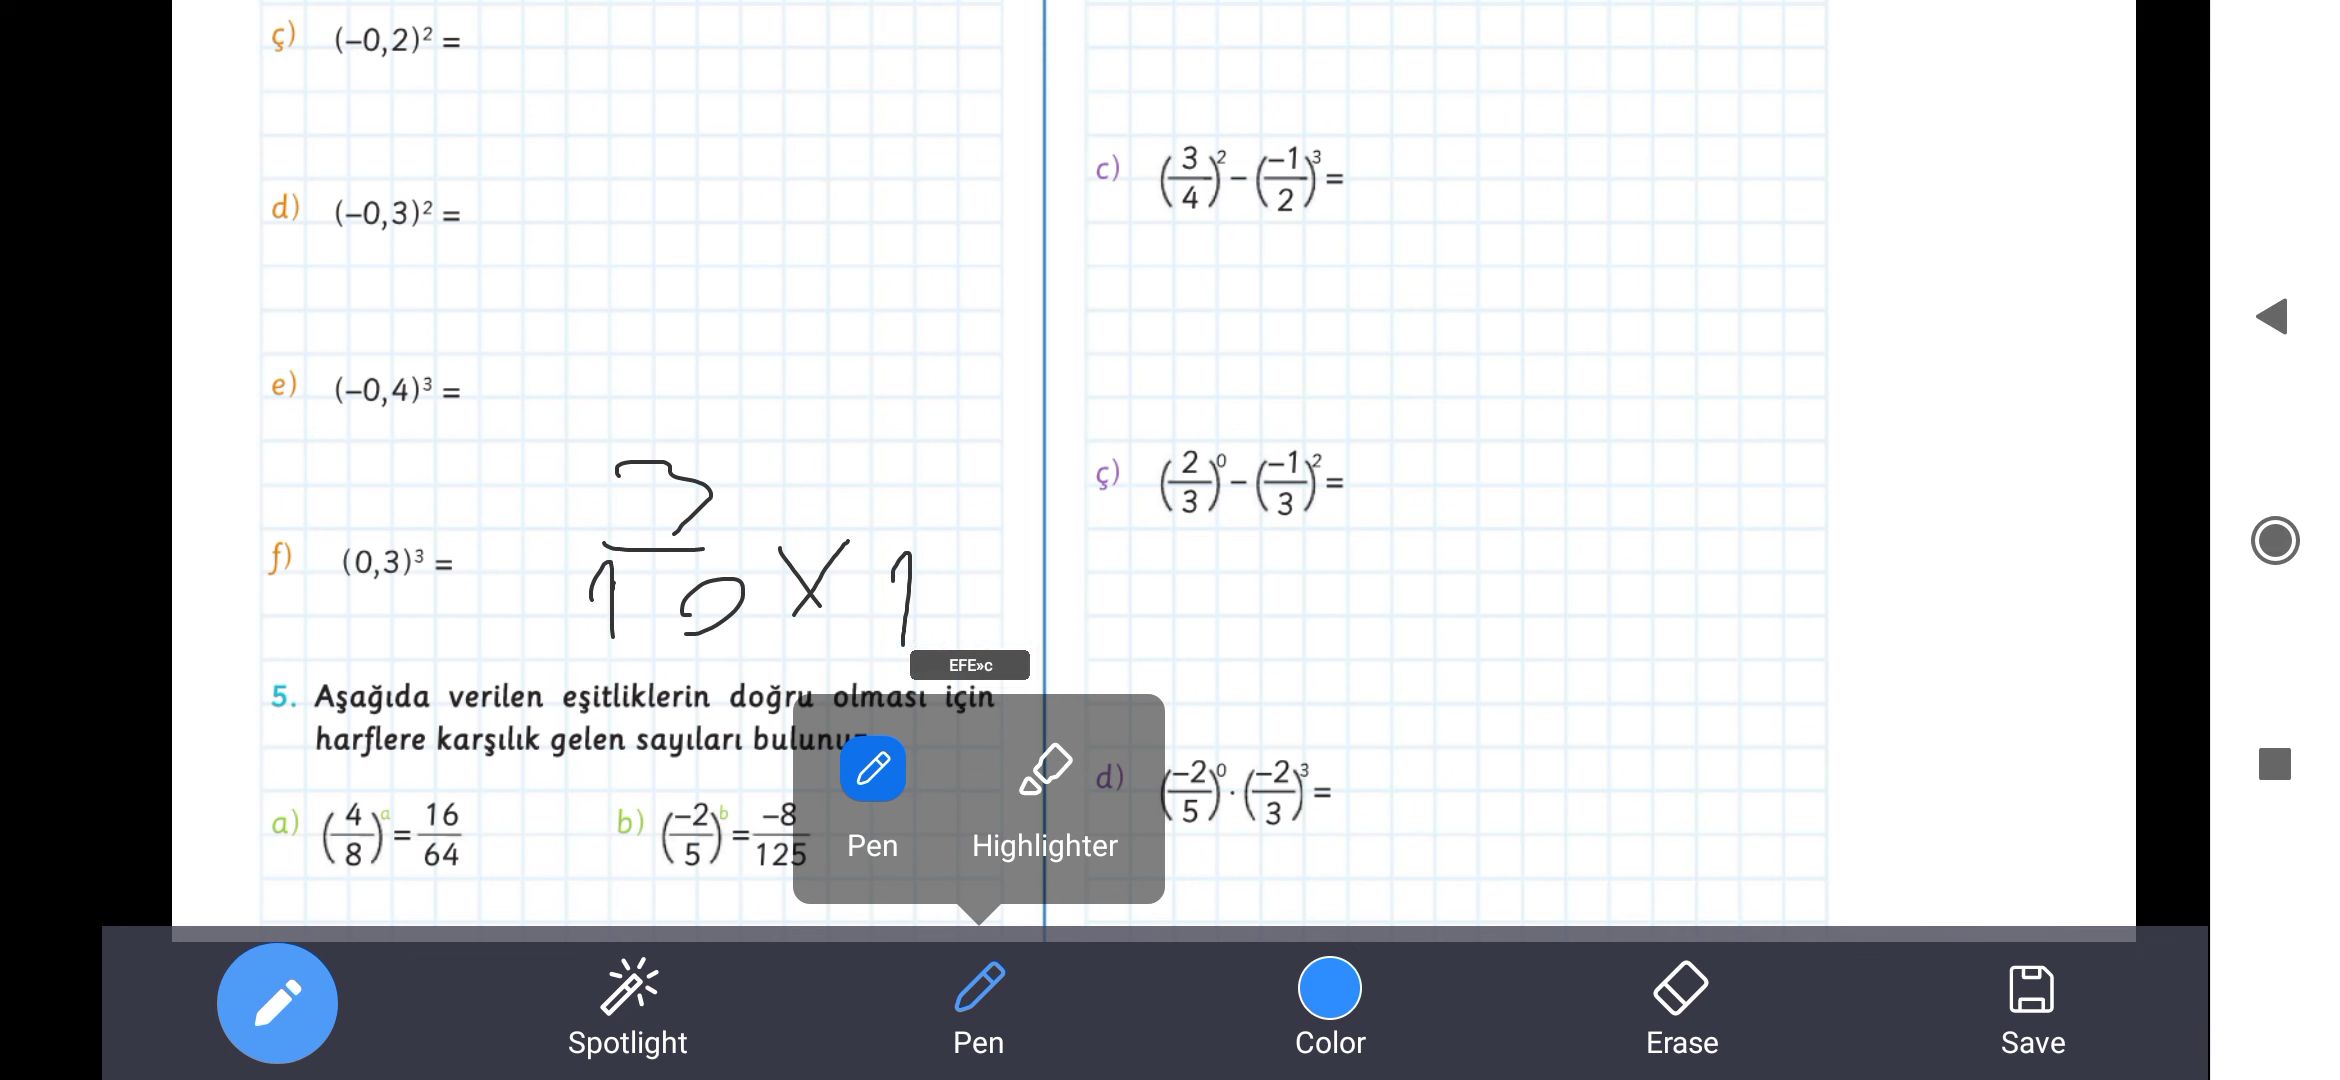 ç) (–0,2)² =
d) (–0,3)² =
e) (–0,4)³ =
f) (0,3)³ =
3/10 X 1
EFE»c
5. Aşağıda verilen eşitliklerin doğru olması için
harflere karşılık gelen sayıları bulunuz
a) (4/8)ᵃ = 16/64
b) (–2/5)ᵇ = –8/125
c) (3/4)² – (–1/2)³ =
ç) (2/3)⁰ – (–1/3)² =
d) (–2/5)⁰ · (–2/3)³ =
Pen
Highlighter
Spotlight
Pen
Color
Erase
Save